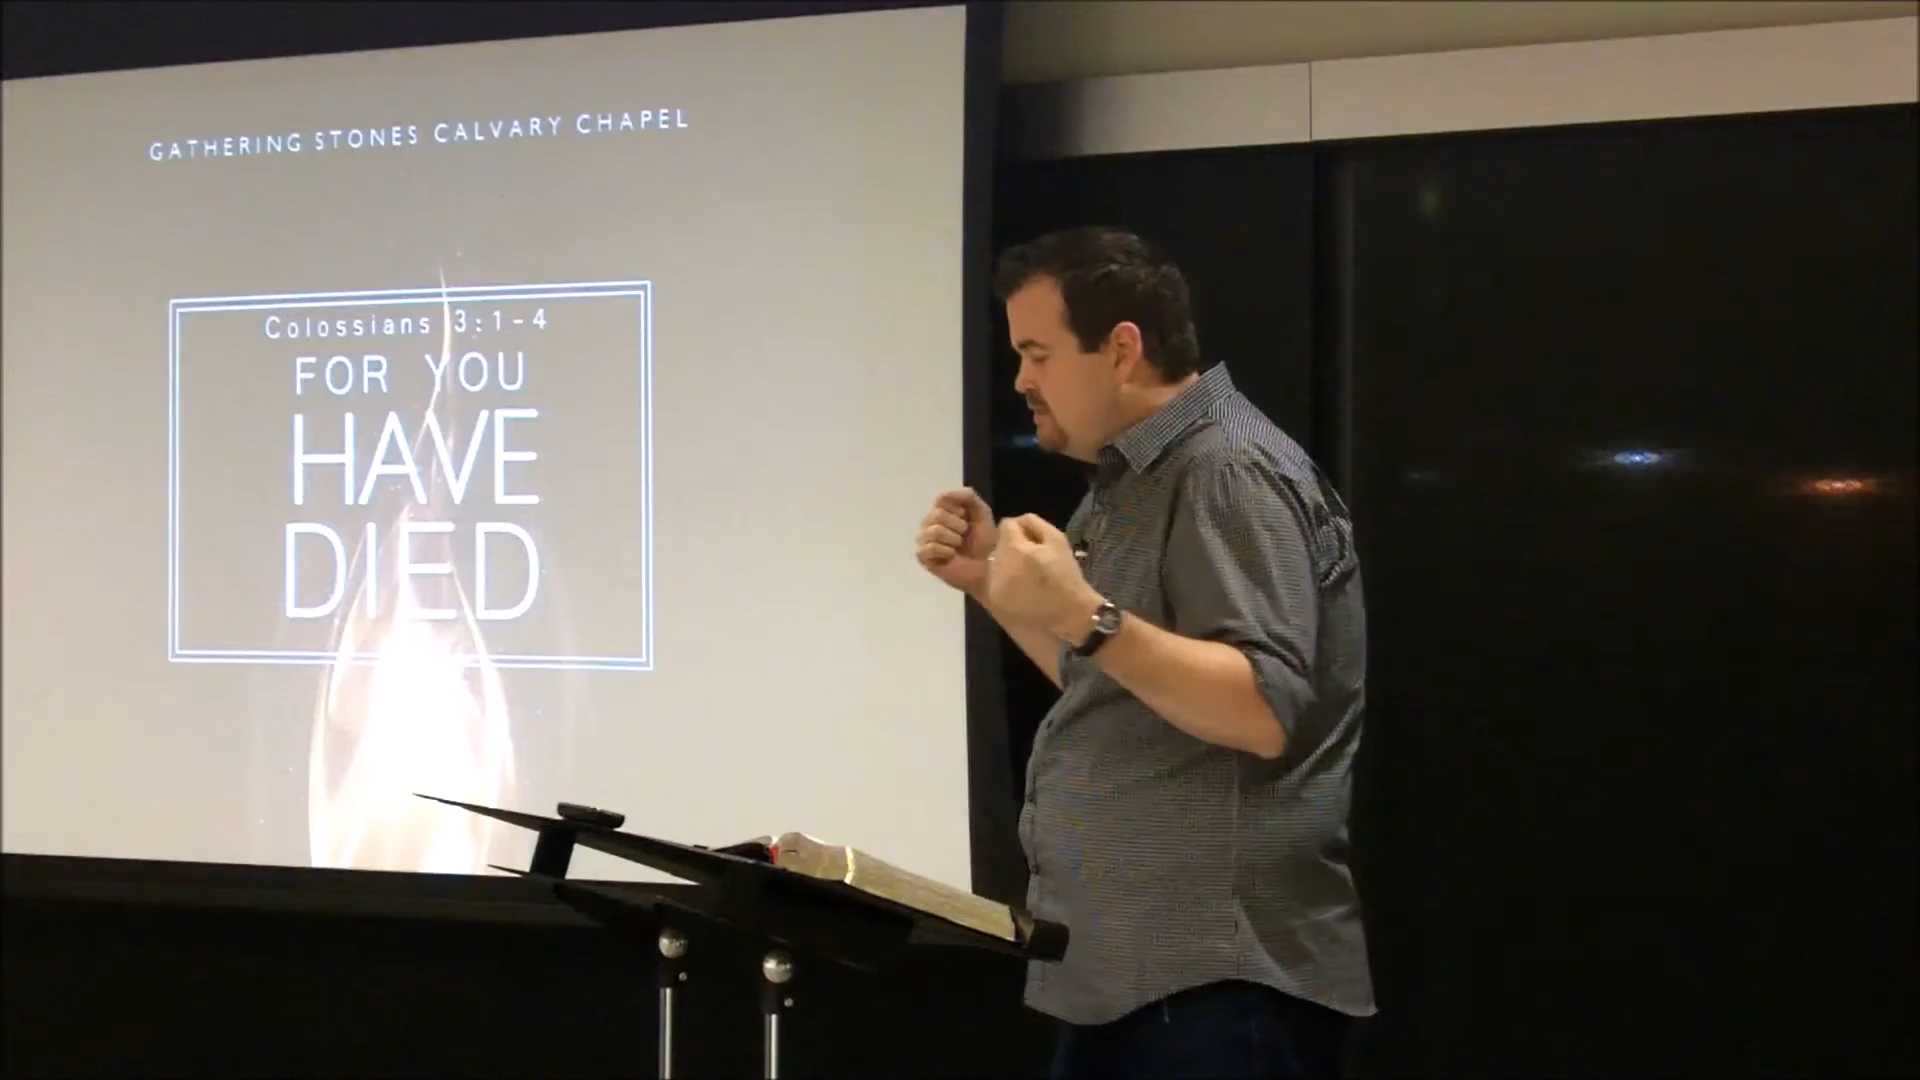 GATHERING STONES CALVARY CHAPEL
Colossians 3:1-4
FOR YOU
HAVE
DIED